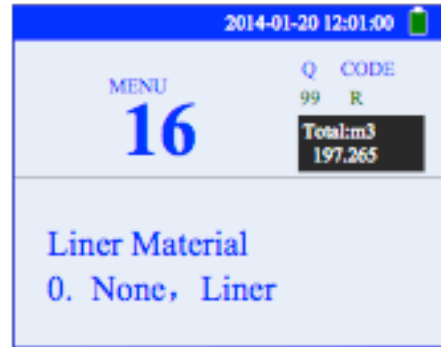 2014-01-20 12:01:00
MENU
16
Q CODE
99 R
Total:m3
197.265
Liner Material
0. None, Liner